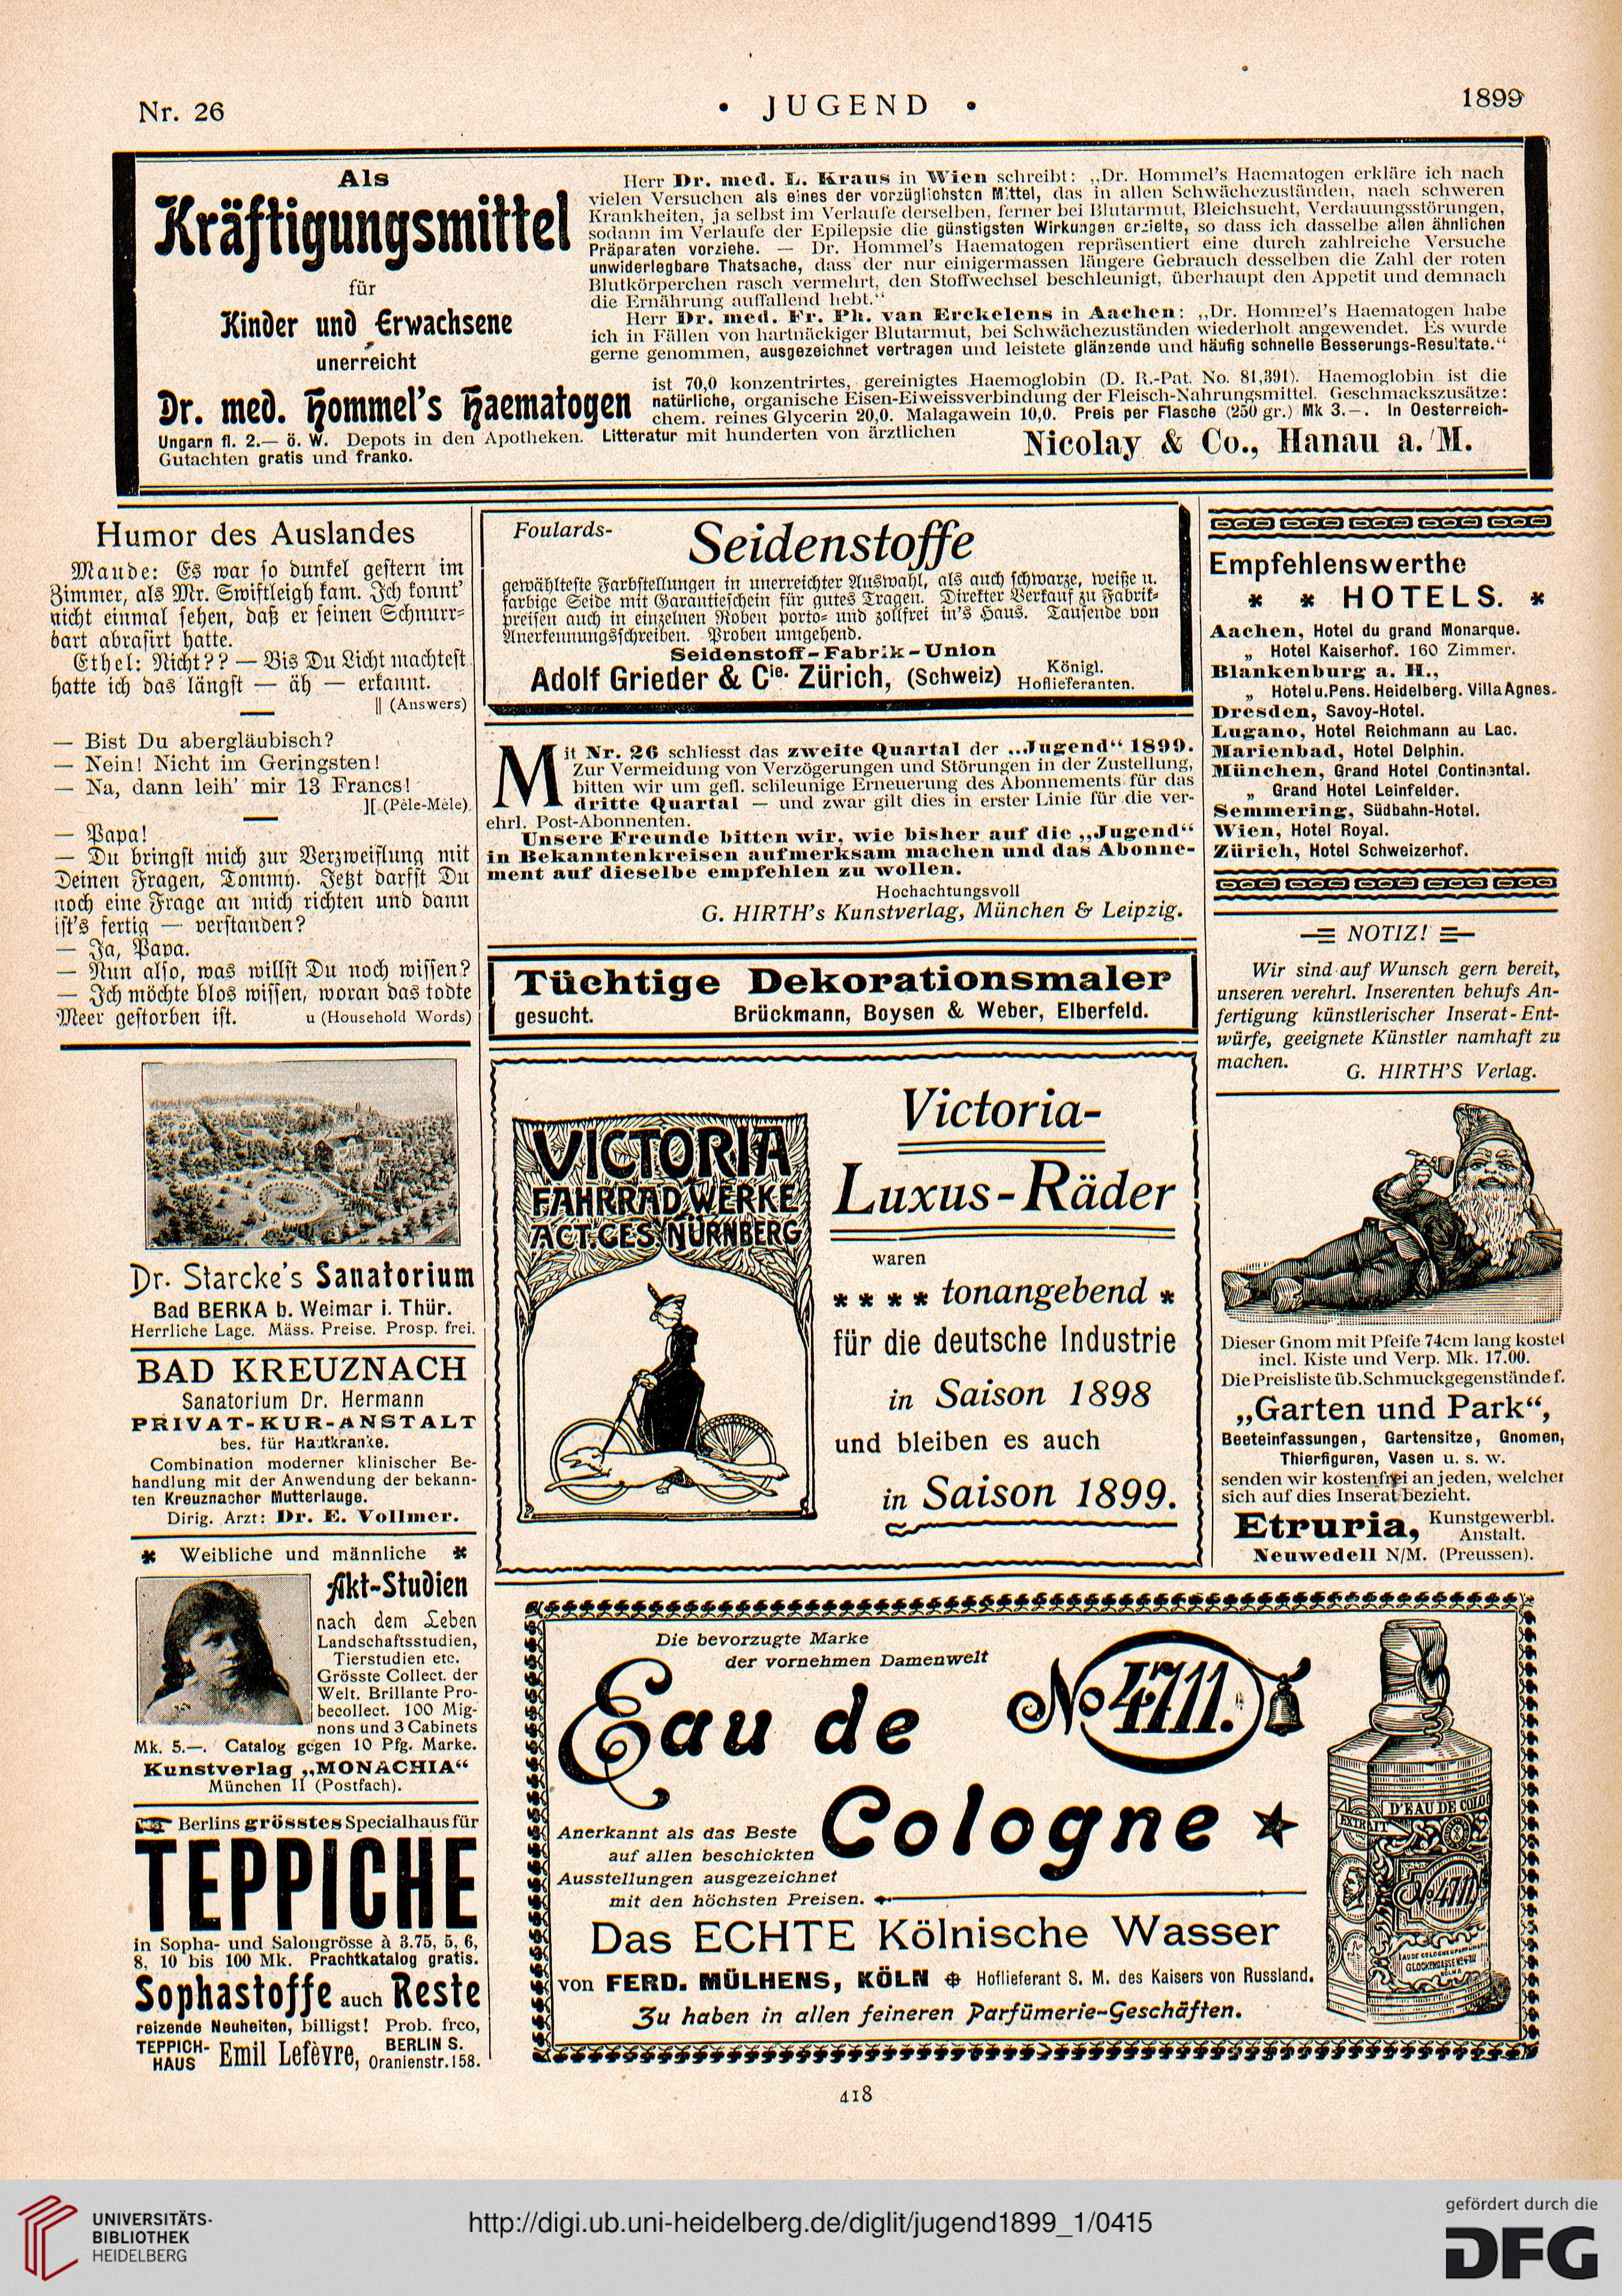 Nr. 26
• JUGEND •
1899
Als
Kräftigungsmittel
für
Kinder und Erwachsene
unerreicht
Herr Dr. med. L. Kraus in Wien schreibt: „Dr. Hommel's Haematogen erkläre ich nach
vielen Versuchen als eines der vorzüglichsten Mittel, das in allen Schwächezuständen, nach schweren
Krankheiten, ja selbst im Verlaufe derselben, ferner bei Blutarmut, Bleichsucht, Verdauungsstörungen,
sodann im Verlaufe der Epilepsie die günstigsten Wirkungen erzielte, so dass ich dasselbe allen ähnlichen
Präparaten vorziehe. — Dr. Hommel's Haematogen repräsentiert eine durch zahlreiche Versuche
unwiderlegbare Thatsache, dass der nur einigermassen längere Gebrauch desselben die Zahl der roten
Blutkörperchen rasch vermehrt, den Stoffwechsel beschleunigt, überhaupt den Appetit und demnach
die Ernährung auffallend hebt.“
Herr Dr. med. Fr. Ph. van Erckelens in Aachen: „Dr. Hommel's Haematogen habe
ich in Fällen von hartnäckiger Blutarmut, bei Schwächezuständen wiederholt angewendet. Es wurde
gerne genommen, ausgezeichnet vertragen und leistete glänzende und häufig schnelle Besserungs-Resultate.“
Dr. med. Hommel's Haematogen
ist 70,0 konzentrirtes, gereinigtes Haemoglobin (D. R.-Pat. No. 81,391). Haemoglobin ist die
natürliche, organische Eisen-Eiweissverbindung der Fleisch-Nahrungsmittel. Geschmackszusätze:
chem. reines Glycerin 20,0. Malagawein 10,0. Preis per Flasche (250 gr.) Mk 3.—. In Oesterreich-
Ungarn fl. 2.— ö. W. Depots in den Apotheken. Litteratur mit hunderten von ärztlichen
Gutachten gratis und franko.
Nicolay & Co., Hanau a. M.
Humor des Auslandes
Maude: Es war so dunkel gestern im
Zimmer, als Mr. Swiftleigh kam. Ich konnt'
nicht einmal sehen, daß er seinen Schnurr-
bart abrasirt hatte.
Ethel: Nicht?? — Bis Du Licht machtest
hatte ich das längst — äh — erkannt.
|| (Answers)
— Bist Du abergläubisch?
— Nein! Nicht im Geringsten!
— Na, dann leih' mir 13 Francs!
][ (Pêle-Mêle)
— Papa!
— Du bringst mich zur Verzweiflung mit
Deinen Fragen, Tommy. Jetzt darfst Du
noch eine Frage an mich richten und dann
ist's fertig — verstanden?
— Ja, Papa.
— Nun also, was willst Du noch wissen?
— Ich möchte blos wissen, woran das todte
Meer gestorben ist. u (Household Words)
Dr. Starcke's Sanatorium
Bad BERKA b. Weimar i. Thür.
Herrliche Lage. Mäss. Preise. Prosp. frei.
BAD KREUZNACH
Sanatorium Dr. Hermann
PRIVAT-KUR-ANSTALT
bes. für Hautkranke.
Combination moderner klinischer Be-
handlung mit der Anwendung der bekann-
ten Kreuznacher Mutterlauge.
Dirig. Arzt: Dr. E. Vollmer.
* Weibliche und männliche *
Akt-Studien
nach dem Leben
Landschaftsstudien,
Tierstudien etc.
Grösste Collect. der
Welt. Brillante Pro-
becollect. 100 Mig-
nons und 3 Cabinets
Mk. 5.—. Catalog gegen 10 Pfg. Marke.
Kunstverlag „MONACHIA“
München II (Postfach).
Berlins grösstes Specialhaus für
TEPPICHE
in Sopha- und Salongrösse à 3.75, 5, 6,
8, 10 bis 100 Mk. Prachtkatalog gratis.
Sophastoffe auch Reste
reizende Neuheiten, billigst! Prob. frco,
TEPPICH-HAUS Emil Lefèvre, BERLIN S. Oranienstr. 158.
Foulards-
Seidenstoffe
gewählteste Farbstellungen in unerreichter Auswahl, als auch schwarze, weiße u.
farbige Seide mit Garantieschein für gutes Tragen. Direkter Verkauf zu Fabrik-
preisen auch in einzelnen Roben porto- und zollfrei in's Haus. Tausende von
Anerkennungsschreiben. Proben umgehend.
Seidenstoff-Fabrik-Union
Adolf Grieder & Cie. Zürich, (Schweiz) Königl. Hoflieferanten.
Mit Nr. 26 schliesst das zweite Quartal der „Jugend“ 1899.
Zur Vermeidung von Verzögerungen und Störungen in der Zustellung,
bitten wir um gefl. schleunige Erneuerung des Abonnements für das
dritte Quartal — und zwar gilt dies in erster Linie für die ver-
ehrl. Post-Abonnenten.
Unsere Freunde bitten wir, wie bisher auf die „Jugend“
in Bekanntenkreisen aufmerksam machen und das Abonne-
ment auf dieselbe empfehlen zu wollen.
Hochachtungsvoll
G. HIRTH's Kunstverlag, München & Leipzig.
Tüchtige Dekorationsmaler
gesucht. Brückmann, Boysen & Weber, Elberfeld.
VICTORIA
FAHRRAD WERKE
ACT.GES NÜRNBERG
Victoria-
Luxus-Räder
waren
* * * * tonangebend *
für die deutsche Industrie
in Saison 1898
und bleiben es auch
in Saison 1899.
Empfehlenswerthe
* * HOTELS. *
Aachen, Hotel du grand Monarque.
„ Hotel Kaiserhof. 160 Zimmer.
Blankenburg a. H.,
„ Hotel u. Pens. Heidelberg. Villa Agnes.
Dresden, Savoy-Hotel.
Lugano, Hotel Reichmann au Lac.
Marienbad, Hotel Delphin.
München, Grand Hotel Continental.
„ Grand Hotel Leinfelder.
Semmering, Südbahn-Hotel.
Wien, Hotel Royal.
Zürich, Hotel Schweizerhof.
NOTIZ!
Wir sind auf Wunsch gern bereit,
unseren verehrl. Inserenten behufs An-
fertigung künstlerischer Inserat-Ent-
würfe, geeignete Künstler namhaft zu
machen. G. HIRTH'S Verlag.
Dieser Gnom mit Pfeife 74cm lang kostet
incl. Kiste und Verp. Mk. 17.00.
Die Preisliste üb. Schmuckgegenstände f.
„Garten und Park“,
Beeteinfassungen, Gartensitze, Gnomen,
Thierfiguren, Vasen u. s. w.
senden wir kostenfrei an jeden, welcher
sich auf dies Inserat bezieht.
Etruria, Kunstgewerbl. Anstalt.
Neuwedell N/M. (Preussen).
Die bevorzugte Marke
der vornehmen Damenwelt
Eau de
No 4711.
Cologne ★
Anerkannt als das Beste
auf allen beschickten
Ausstellungen ausgezeichnet
mit den höchsten Preisen.
Das ECHTE Kölnische Wasser
von FERD. MÜLHENS, KÖLN Hoflieferant S. M. des Kaisers von Russland.
Zu haben in allen feineren Parfümerie-Geschäften.
D'EAU DE COLO
EXTRAIT
No 4711
418
UNIVERSITÄTS-
BIBLIOTHEK
HEIDELBERG
http://digi.ub.uni-heidelberg.de/diglit/jugend1899_1/0415
gefördert durch die
DFG